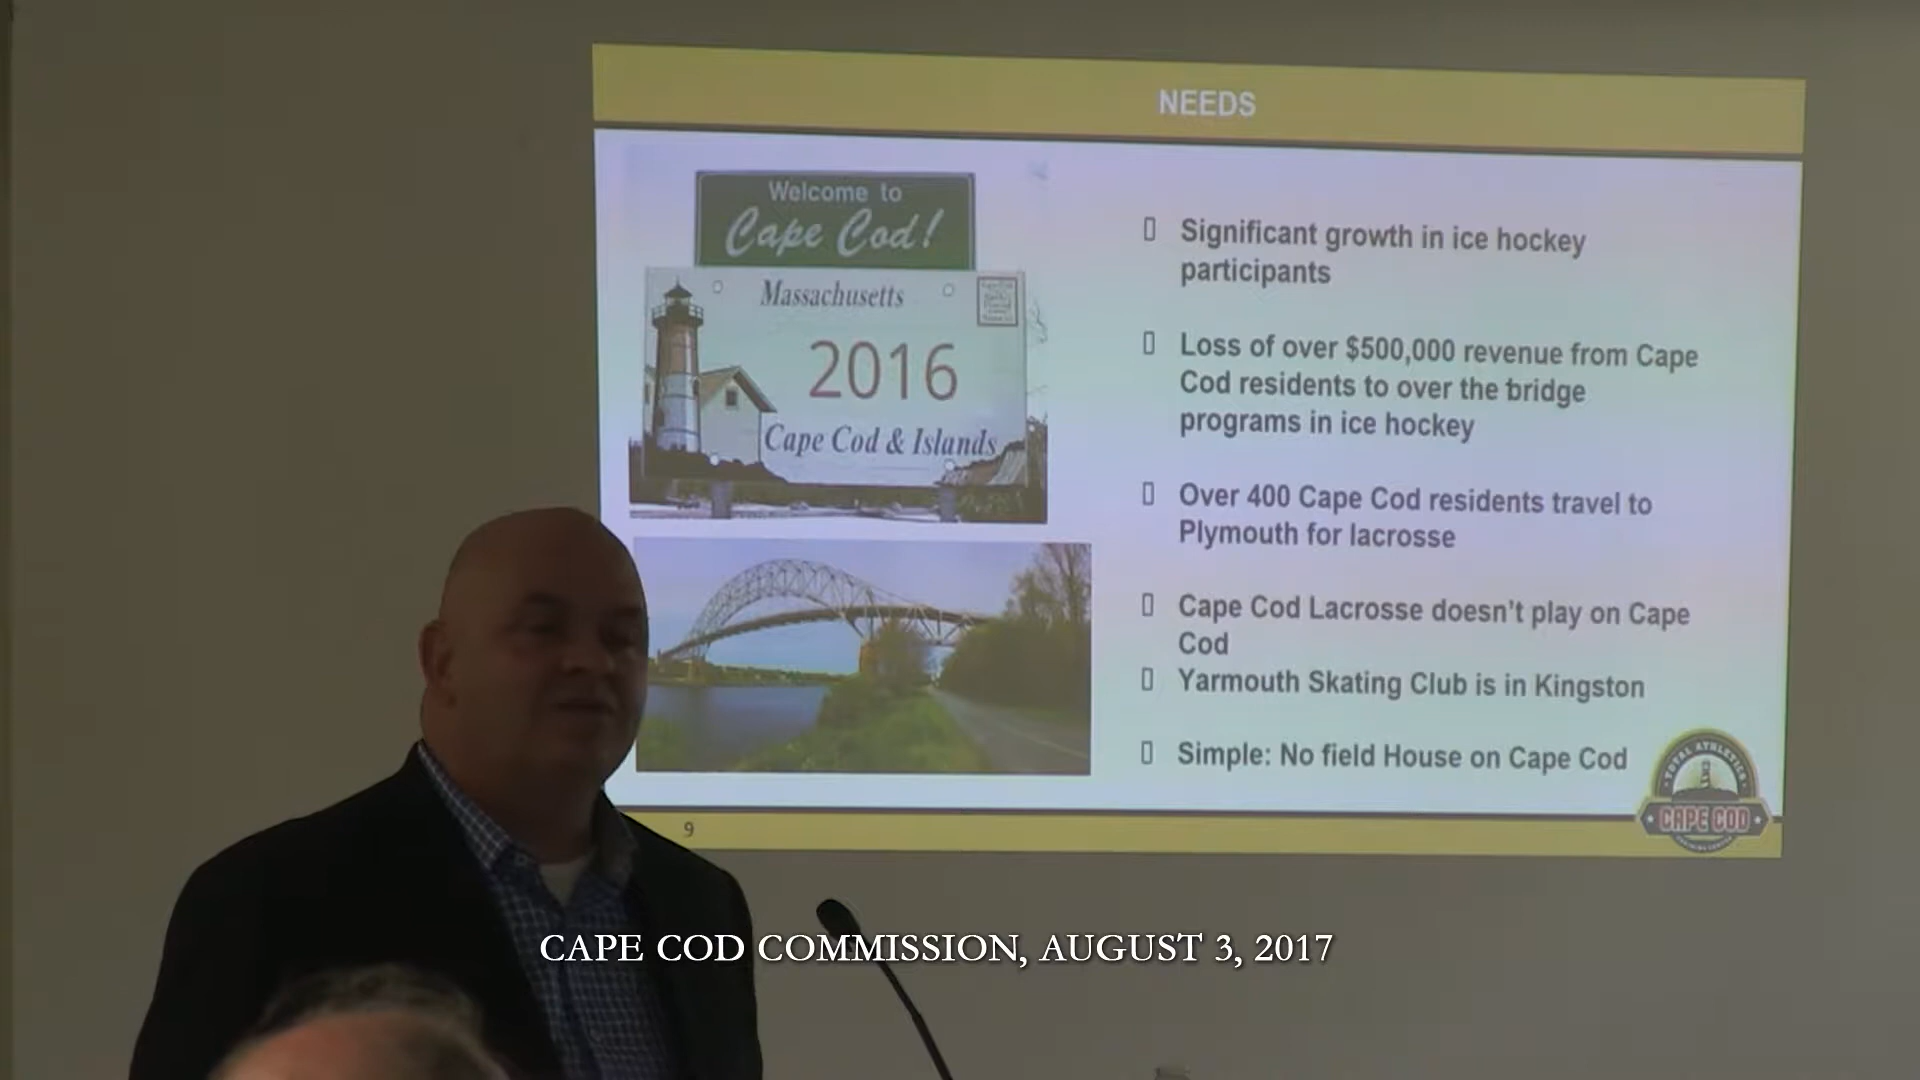 NEEDS
Welcome to
Cape Cod!
Massachusetts
2016
Cape Cod & Islands
Significant growth in ice hockey
participants
Loss of over $500,000 revenue from Cape
Cod residents to over the bridge
programs in ice hockey
Over 400 Cape Cod residents travel to
Plymouth for lacrosse
Cape Cod Lacrosse doesn't play on Cape
Cod
Yarmouth Skating Club is in Kingston
Simple: No field House on Cape Cod
TOTAL ATHLETICS
CAPE COD
9
CAPE COD COMMISSION, AUGUST 3, 2017